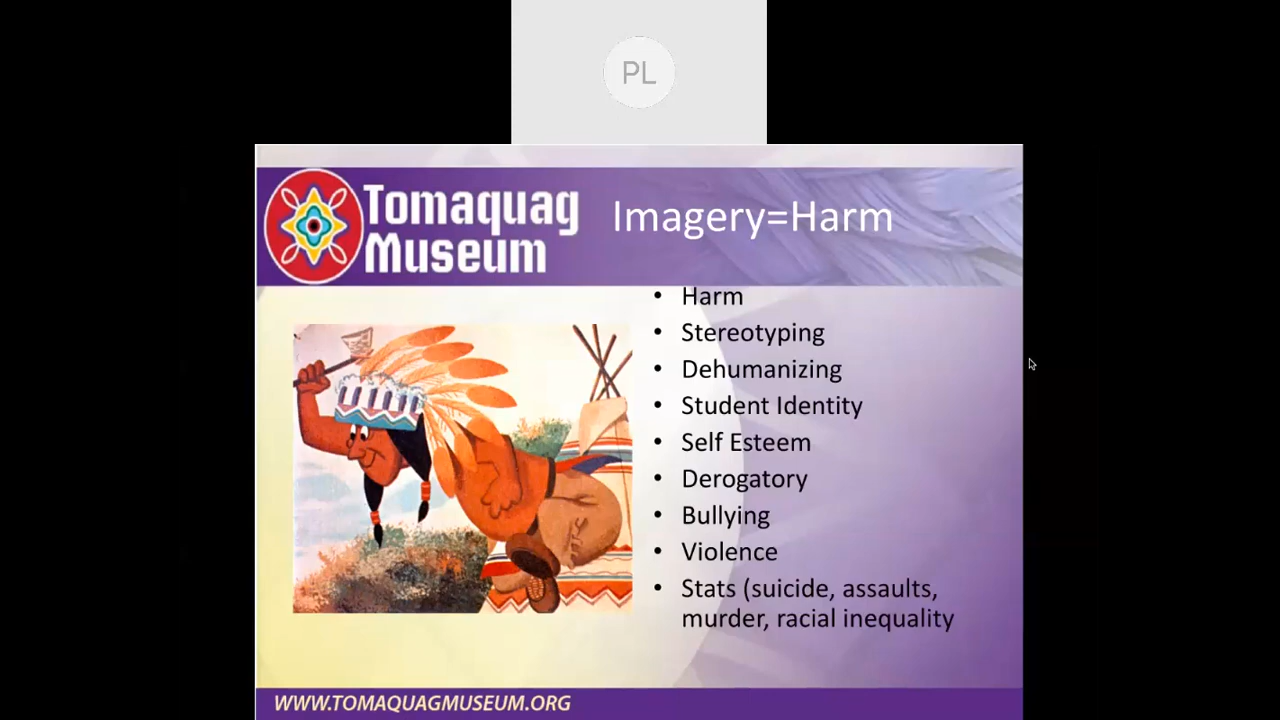 PL
Tomaquag
Museum
Imagery=Harm
• Harm
• Stereotyping
• Dehumanizing
• Student Identity
• Self Esteem
• Derogatory
• Bullying
• Violence
• Stats (suicide, assaults,
murder, racial inequality
WWW.TOMAQUAGMUSEUM.ORG